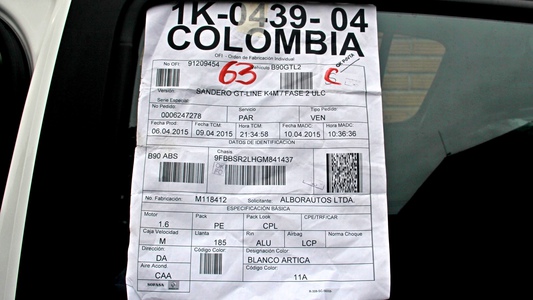 1K-0439-04
COLOMBIA
OFI - Orden de Fabricación Individual
No OFI: 91209454 63 Vehículo B90GTL2 C
Versión:
SANDERO GT-LINE K4M / FASE 2 ULC
Serie Especial:
No Pedido: Servicio Tipo Pedido:
0006247278 PAR VEN
Fecha Prod. Fecha TCM Hora TCM Fecha MADC Hora MADC
06.04.2015 09.04.2015 21:34:58 10.04.2015 10:36:36
DATOS DE IDENTIFICACIÓN
B90 ABS Chasis
9FBBSR2LHGM841437
No. Fabricación: M118412 Solicitante: ALBORAUTOS LTDA.
ESPECIFICACIÓN BÁSICA
Motor Pack Pack Look CPE/TRF/CAR
1.6 PE CPL
Caja Velocidad Llanta Rin Airbag Norma Choque
M 185 ALU LCP
Dirección: Código Color: Designación Color
DA BLANCO ARTICA
Aire Acond. Código Color
CAA 11A